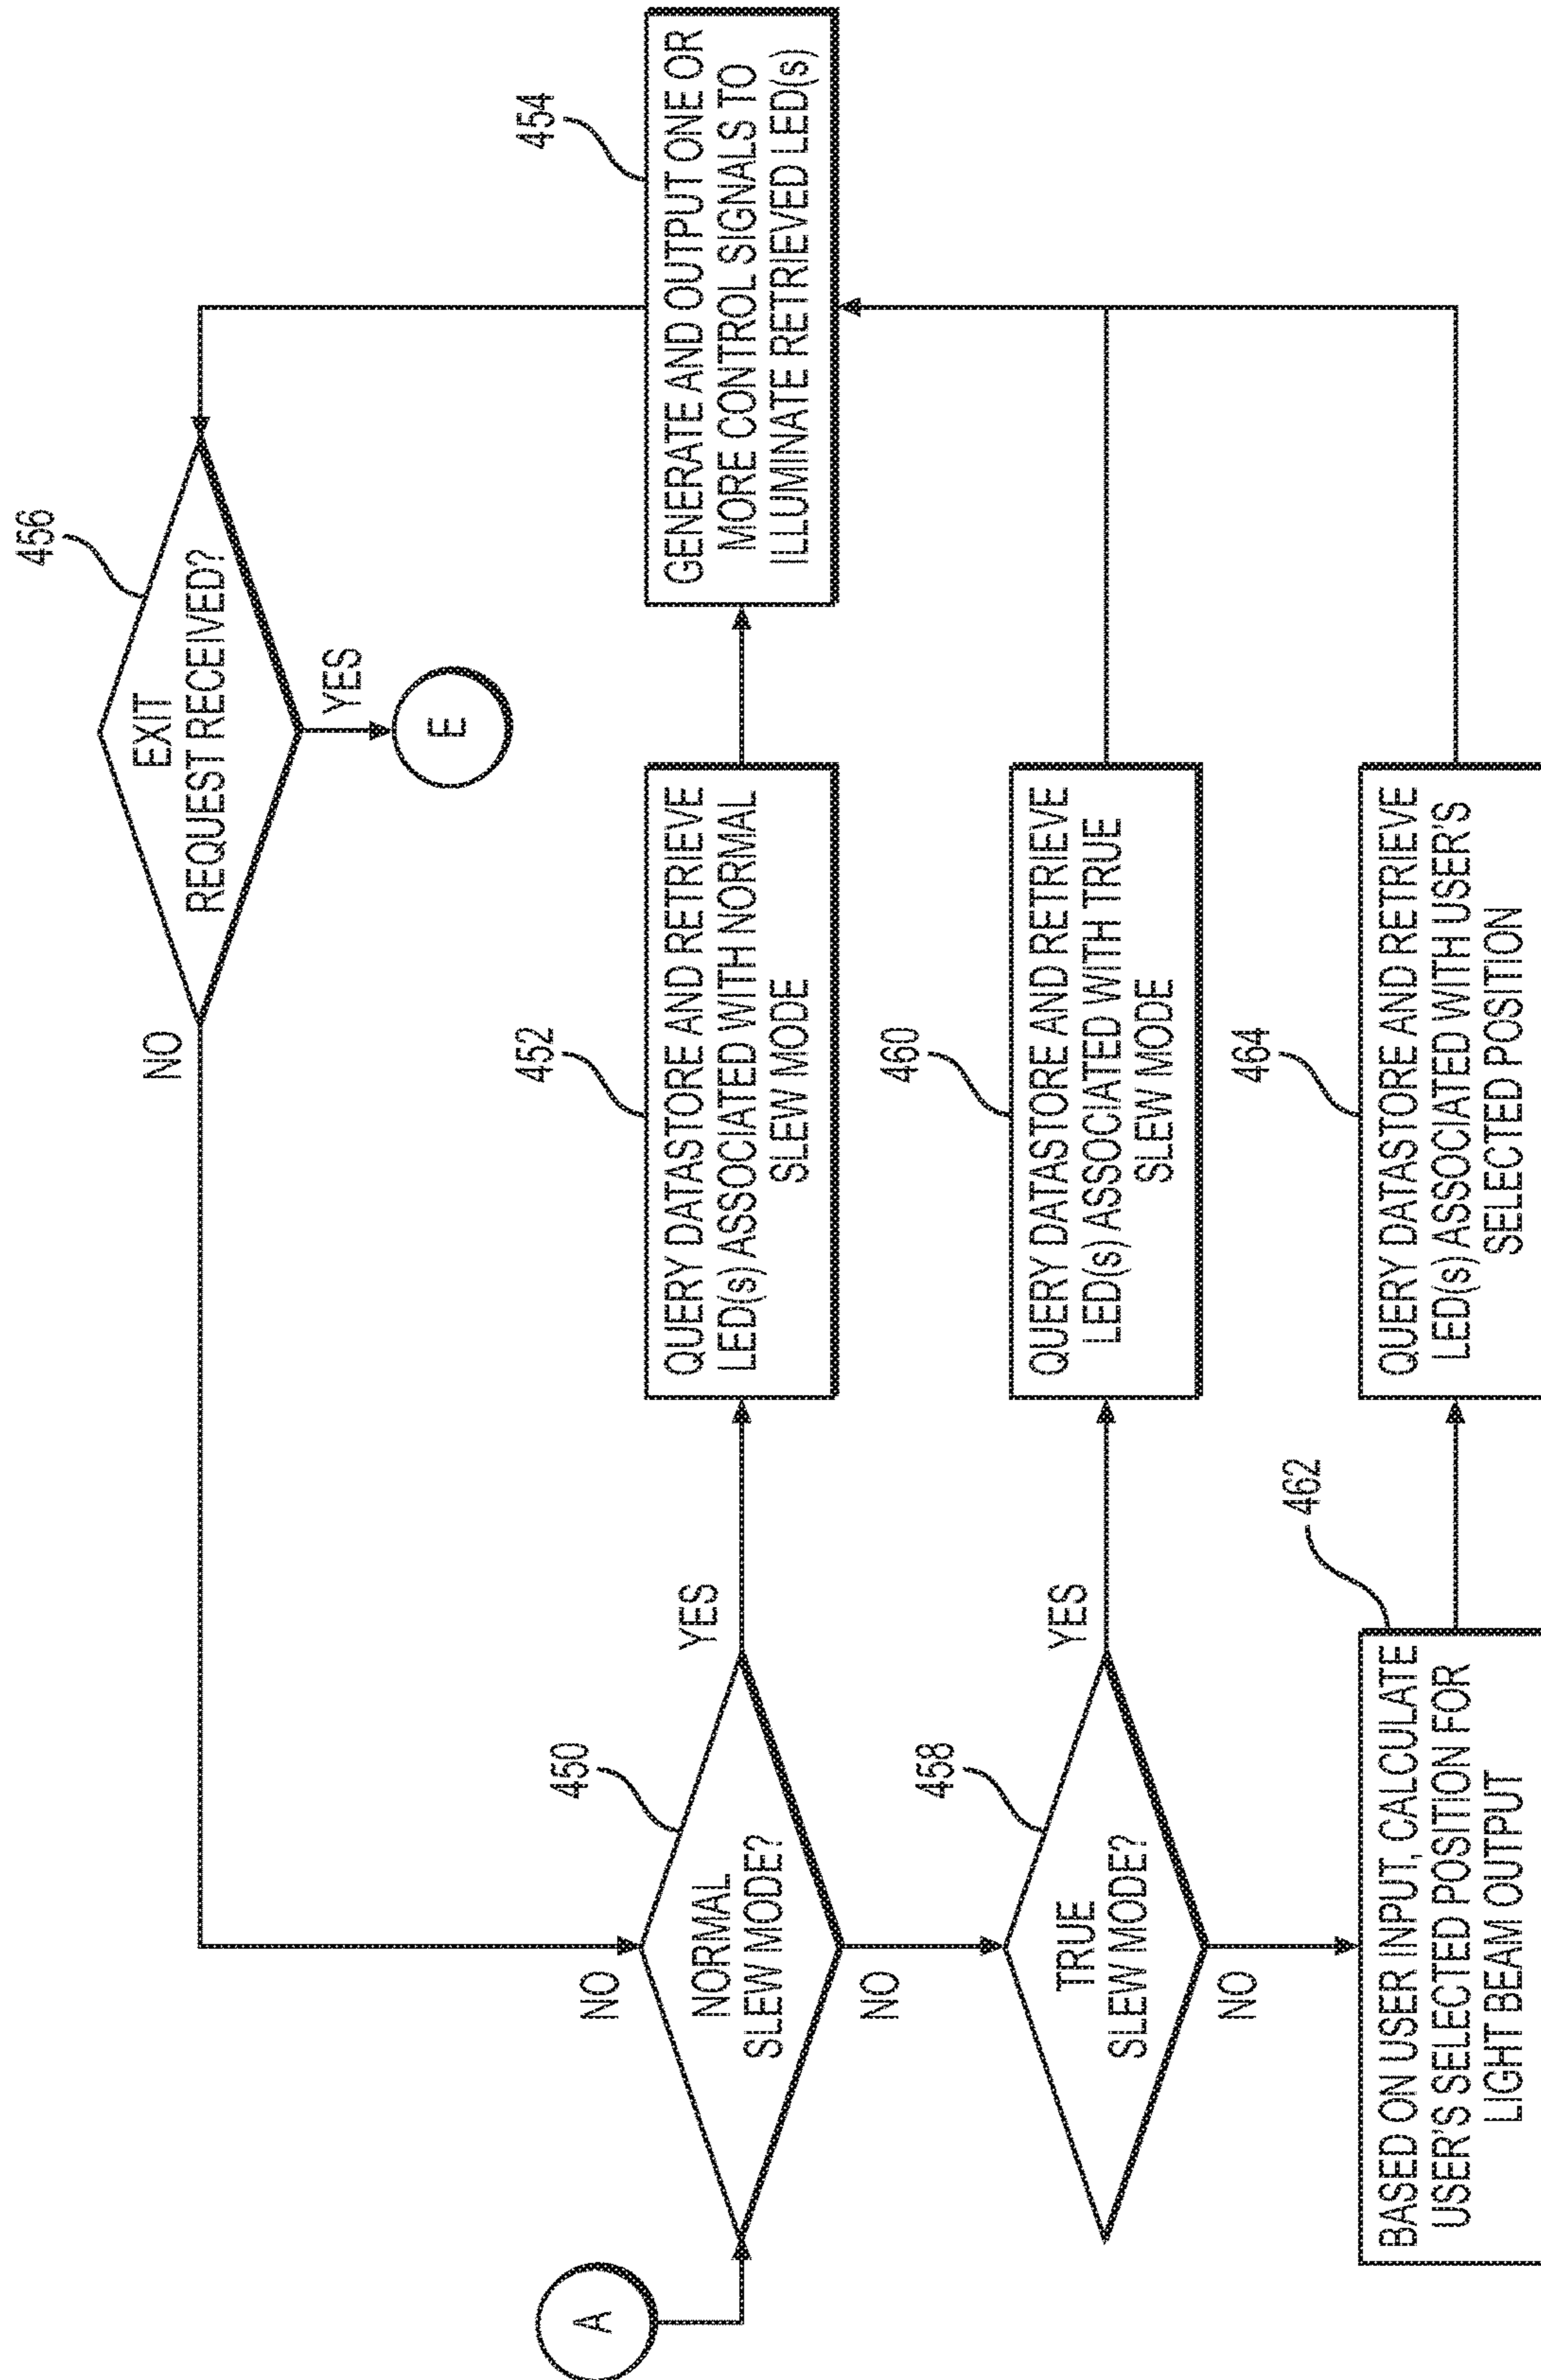 456
EXIT
REQUEST RECEIVED?
NO
YES
E
454
GENERATE AND OUTPUT ONE OR
MORE CONTROL SIGNALS TO
ILLUMINATE RETRIEVED LED(s)
A
NO
450
NORMAL
SLEW MODE?
YES
452
QUERY DATASTORE AND RETRIEVE
LED(s) ASSOCIATED WITH NORMAL
SLEW MODE
NO
458
TRUE
SLEW MODE?
YES
460
QUERY DATASTORE AND RETRIEVE
LED(s) ASSOCIATED WITH TRUE
SLEW MODE
NO
462
BASED ON USER INPUT, CALCULATE
USER'S SELECTED POSITION FOR
LIGHT BEAM OUTPUT
464
QUERY DATASTORE AND RETRIEVE
LED(s) ASSOCIATED WITH USER'S
SELECTED POSITION